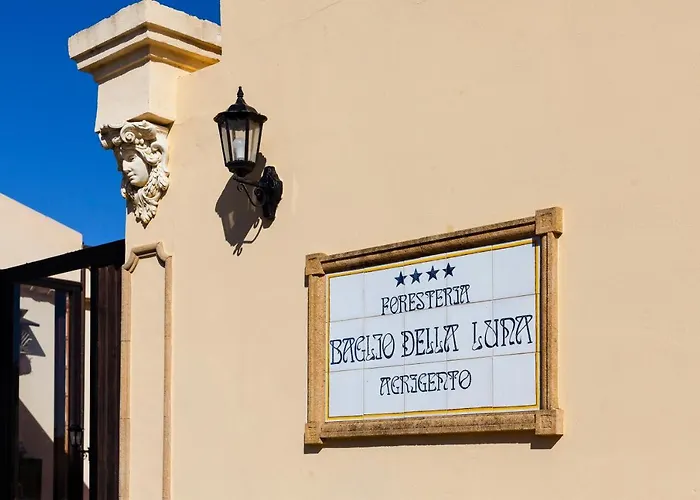 ★★★★
FORESTERIA
BAGLIO DELLA LUNA
AGRIGENTO